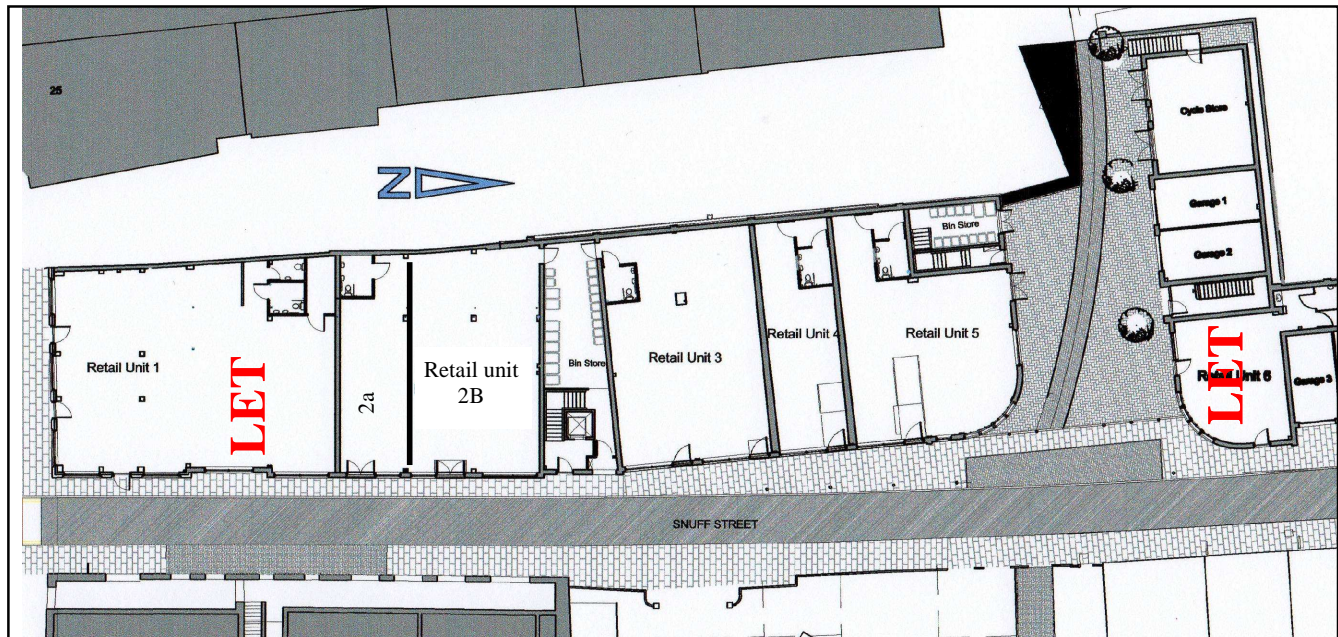 25
N
Cycle Store
Garage 1
Garage 2
Bin Store
Retail Unit 1
LET
2a
Retail unit
2B
Bin Store
Retail Unit 3
Retail Unit 4
Retail Unit 5
Retail Unit 6
LET
Garage 3
SNUFF STREET